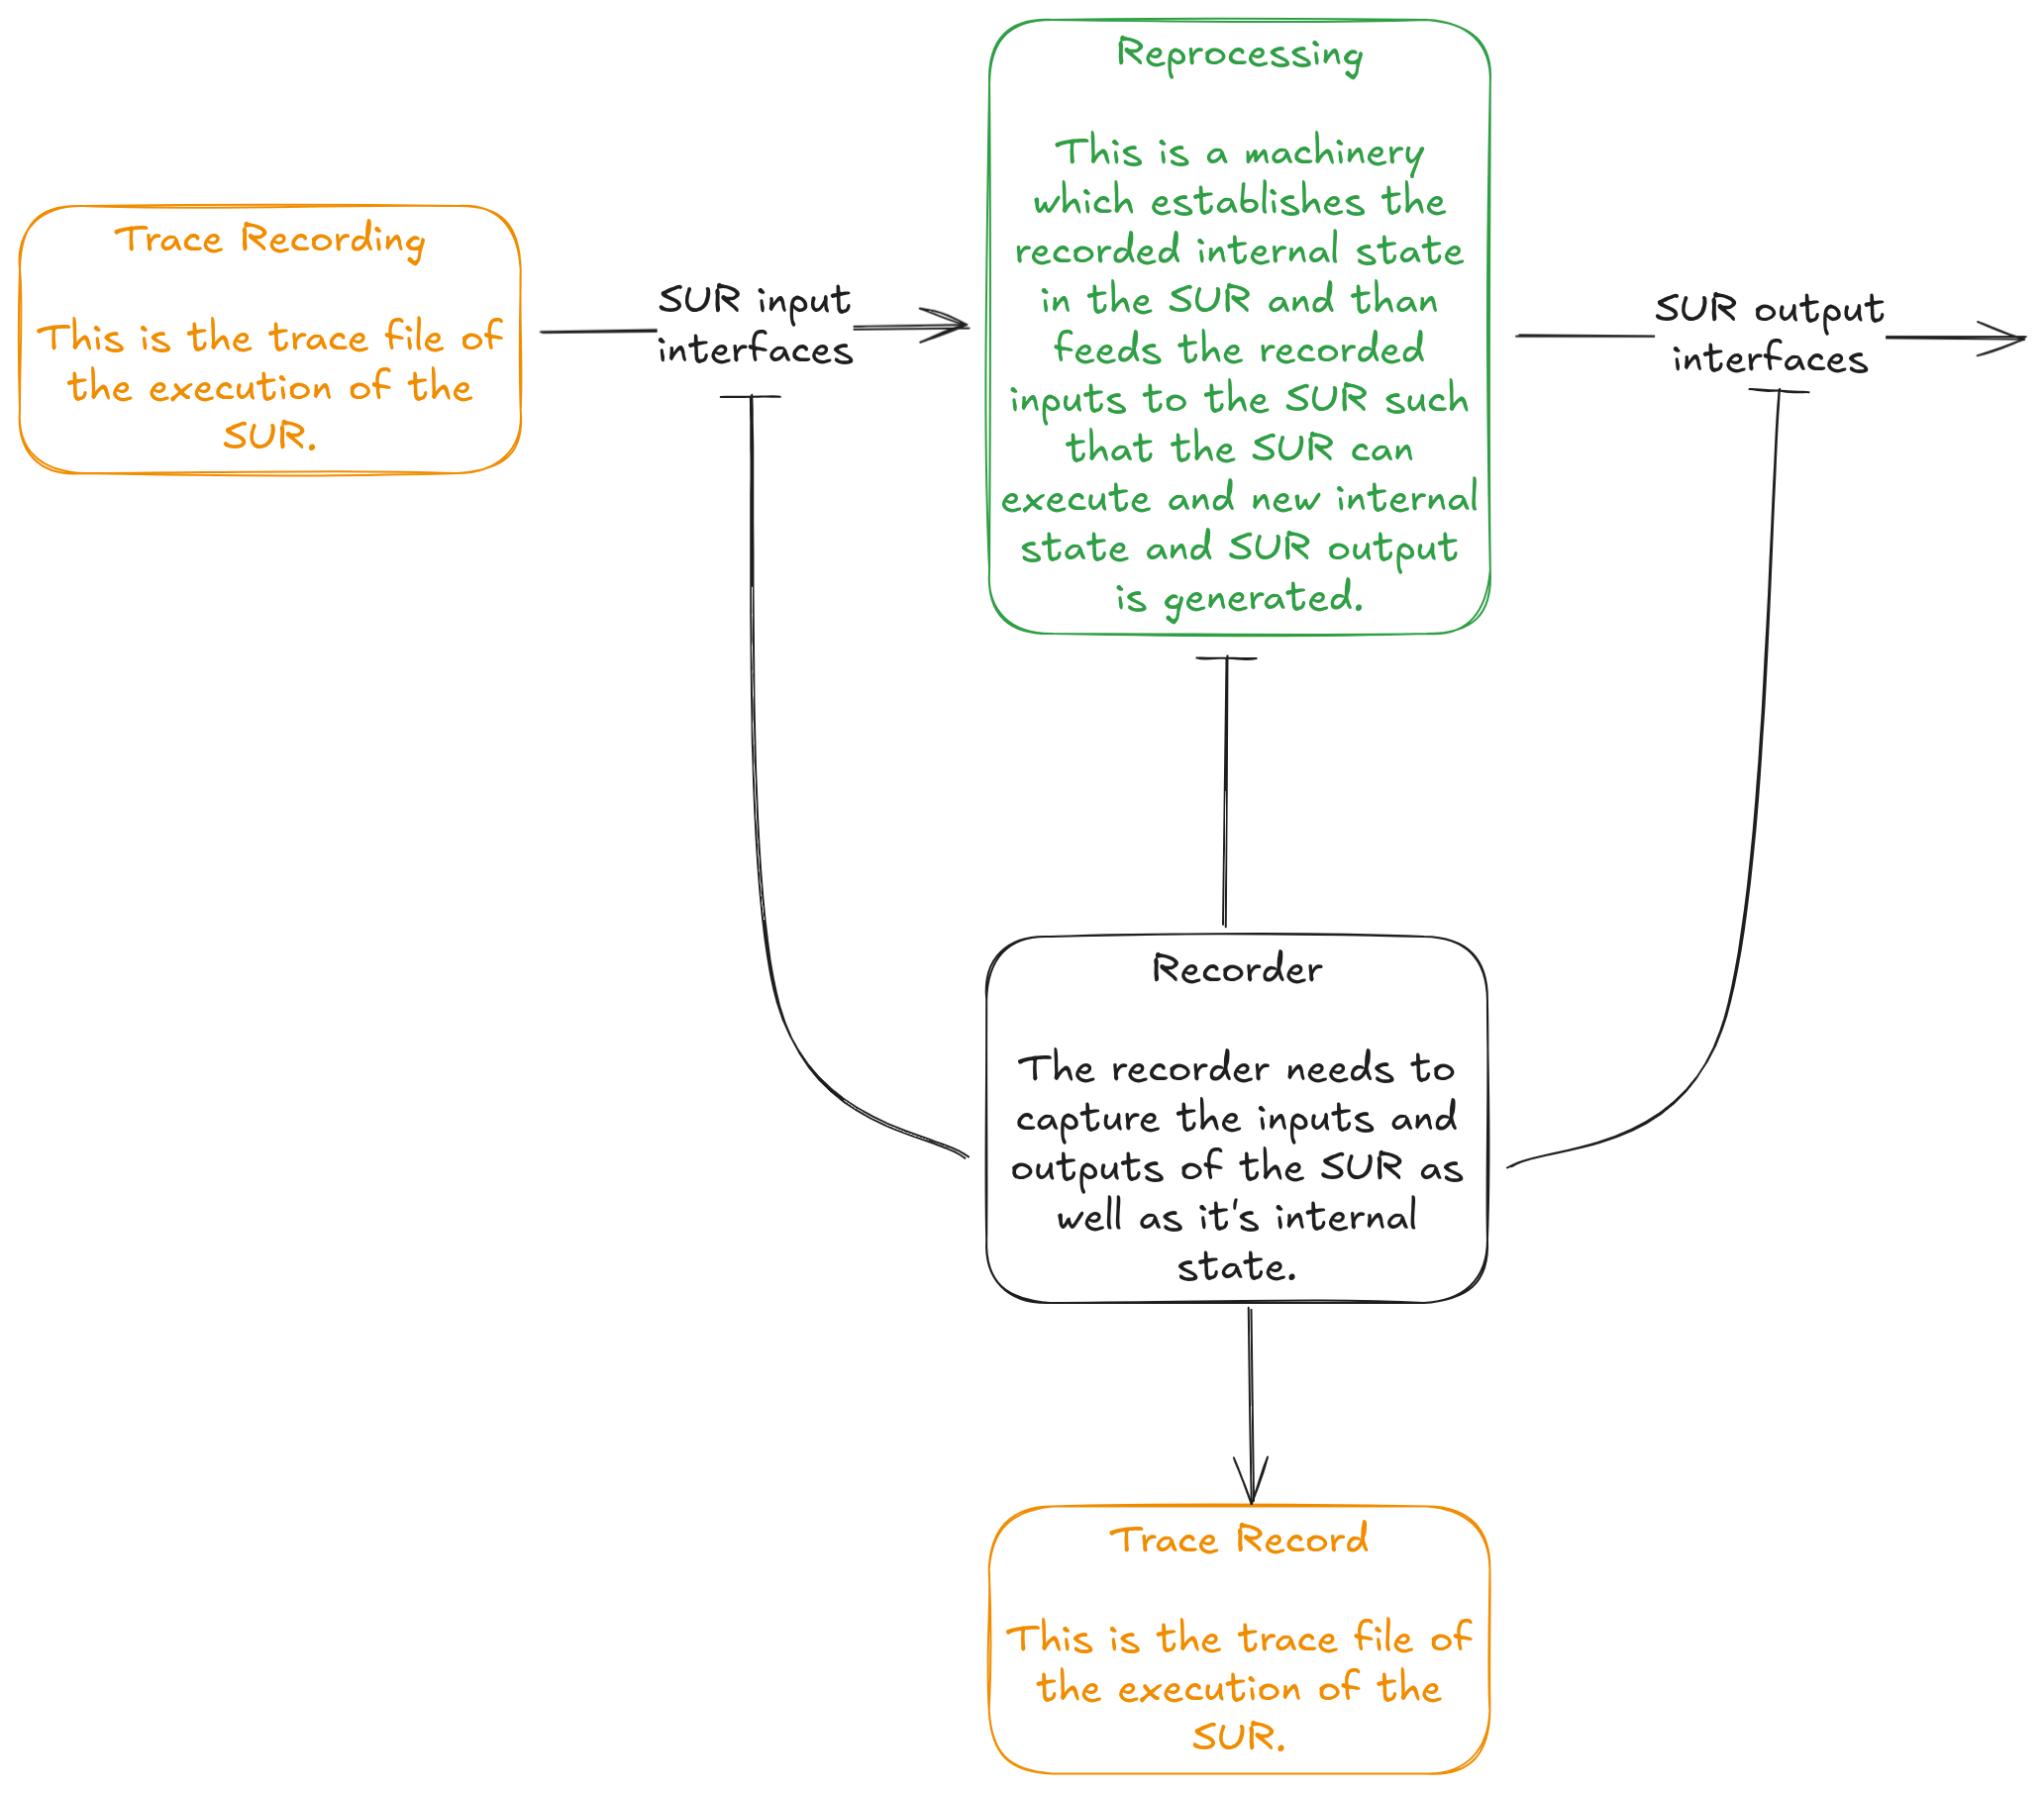 Reprocessing
This is a machinery
which establishes the
recorded internal state
in the SUR and than
feeds the recorded
inputs to the SUR such
that the SUR can
execute and new internal
state and SUR output
is generated.
Trace Recording
This is the trace file of
the execution of the
SUR.
SUR input
interfaces
SUR output
interfaces
Recorder
The recorder needs to
capture the inputs and
outputs of the SUR as
well as it's internal
state.
Trace Record
This is the trace file of
the execution of the
SUR.